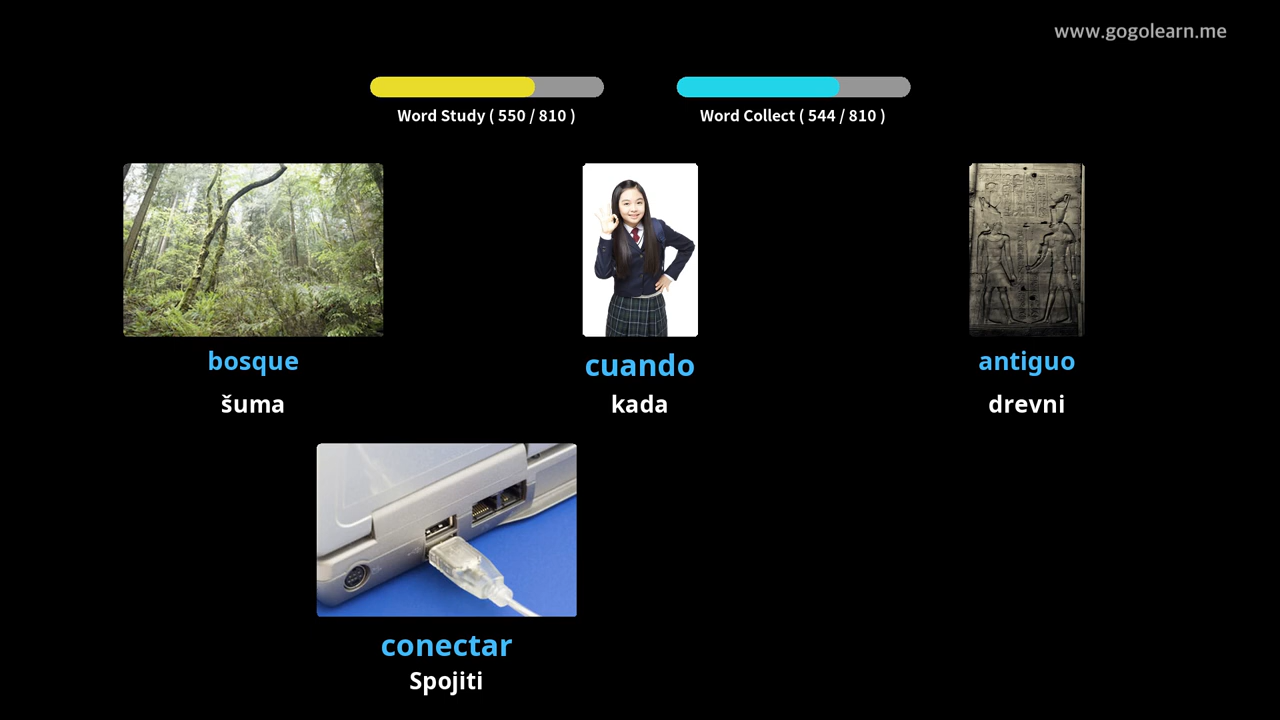 www.gogolearn.me
Word Study ( 550 / 810 )
Word Collect ( 544 / 810 )
bosque
šuma
cuando
kada
antiguo
drevni
conectar
Spojiti